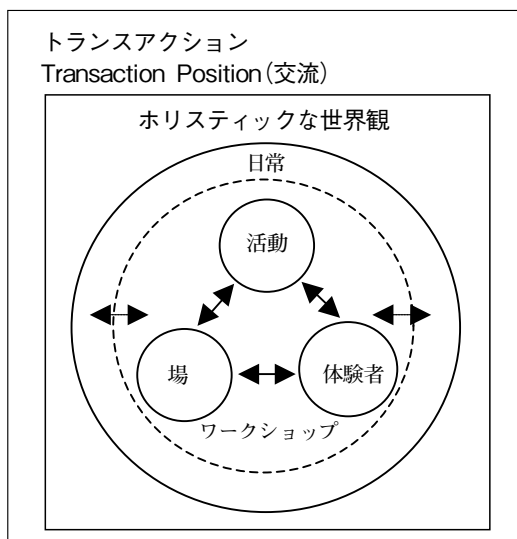 トランスアクション
Transaction Position(交流)
ホリスティックな世界観
日常
活動
場
体験者
ワークショップ